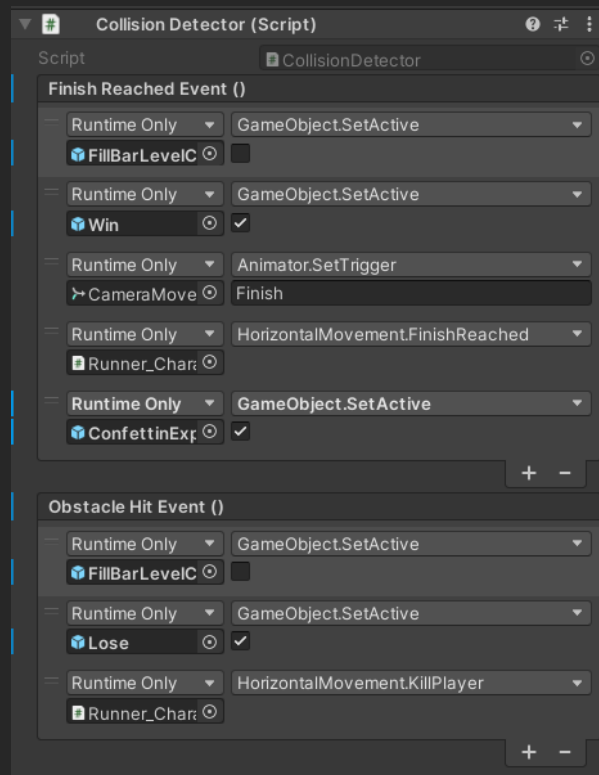 Collision Detector (Script)
Script CollisionDetector
Finish Reached Event ()
Runtime Only GameObject.SetActive
FillBarLevelC
Runtime Only GameObject.SetActive
Win
Runtime Only Animator.SetTrigger
CameraMove Finish
Runtime Only HorizontalMovement.FinishReached
Runner_Chara
Runtime Only GameObject.SetActive
ConfettinExp
Obstacle Hit Event ()
Runtime Only GameObject.SetActive
FillBarLevelC
Runtime Only GameObject.SetActive
Lose
Runtime Only HorizontalMovement.KillPlayer
Runner_Chara